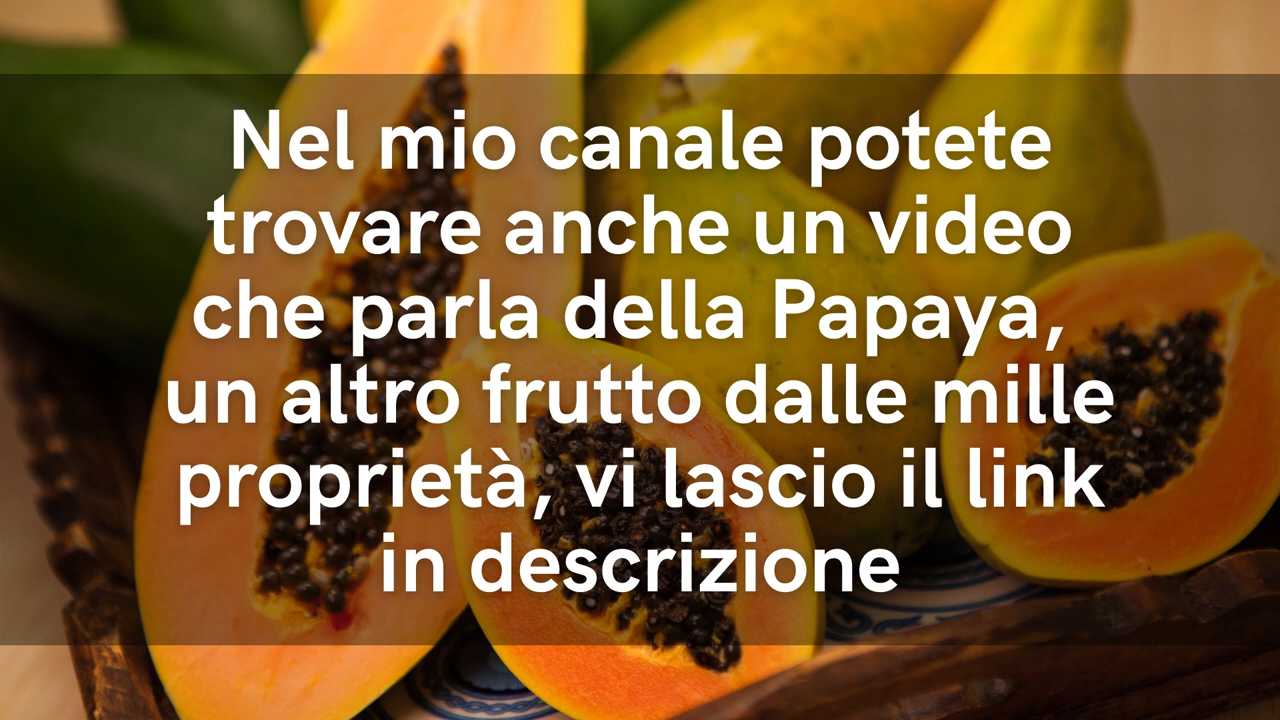 Nel mio canale potete
trovare anche un video
che parla della Papaya,
un altro frutto dalle mille
proprietà, vi lascio il link
in descrizione